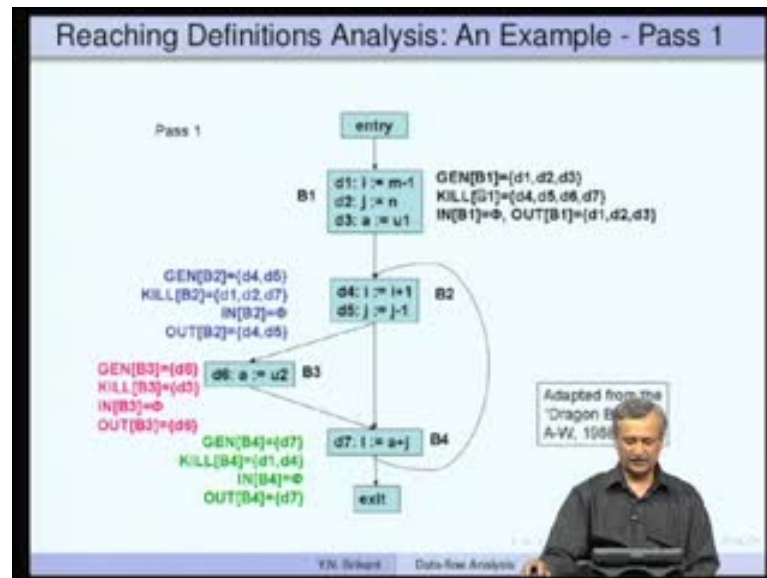 Reaching Definitions Analysis: An Example - Pass 1
Pass 1
entry
B1
d1: i := m-1
d2: j := n
d3: a := u1
GEN[B1]={d1,d2,d3}
KILL[B1]={d4,d5,d6,d7}
IN[B1]=Φ, OUT[B1]={d1,d2,d3}
GEN[B2]={d4,d5}
KILL[B2]={d1,d2,d7}
IN[B2]=Φ
OUT[B2]={d4,d5}
d4: i := i+1
d5: j := j-1
B2
GEN[B3]={d6}
KILL[B3]={d3}
IN[B3]=Φ
OUT[B3]={d6}
d6: a := u2
B3
Adapted from the
"Dragon
A-W,
GEN[B4]={d7}
KILL[B4]={d1,d4}
IN[B4]=Φ
OUT[B4]={d7}
d7: i := a+j
B4
exit
Y.N. Srikant
Data-flow Analysis